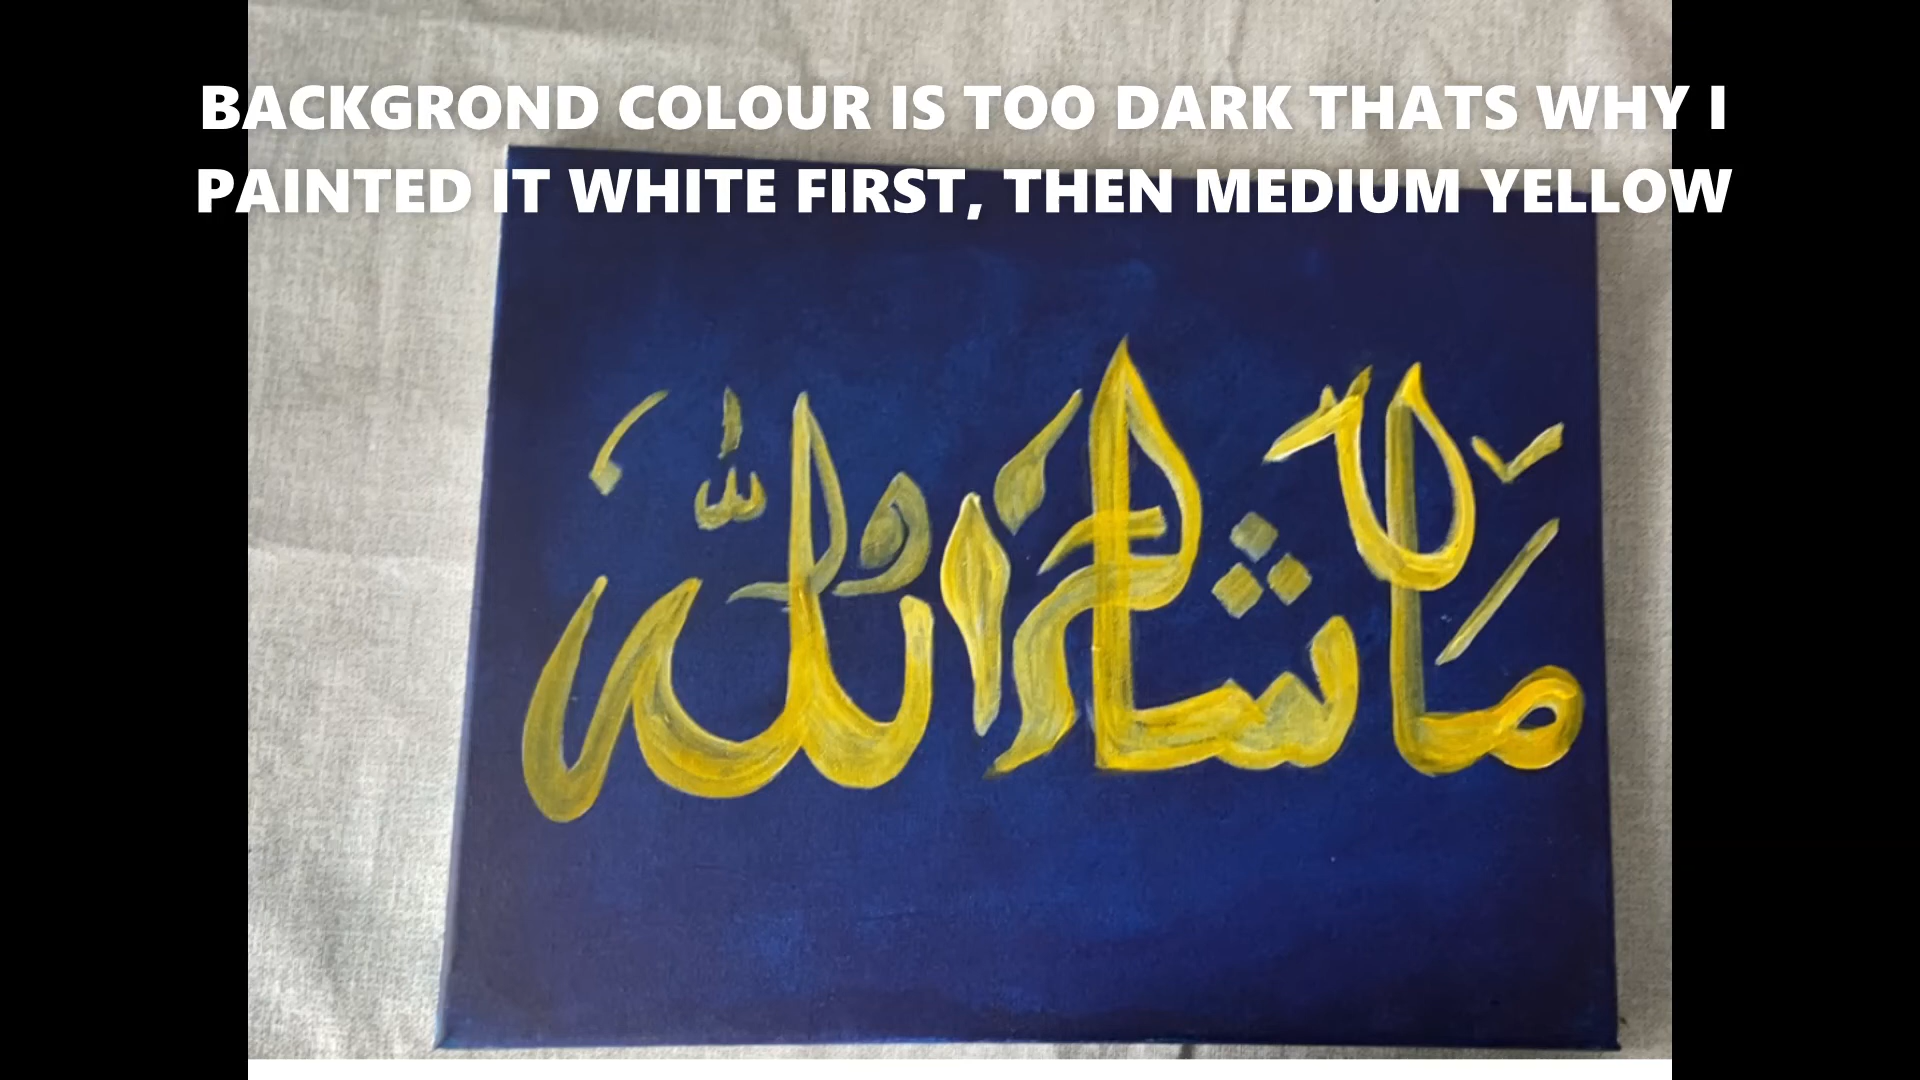 BACKGROND COLOUR IS TOO DARK THATS WHY I
PAINTED IT WHITE FIRST, THEN MEDIUM YELLOW
ما شاء الله